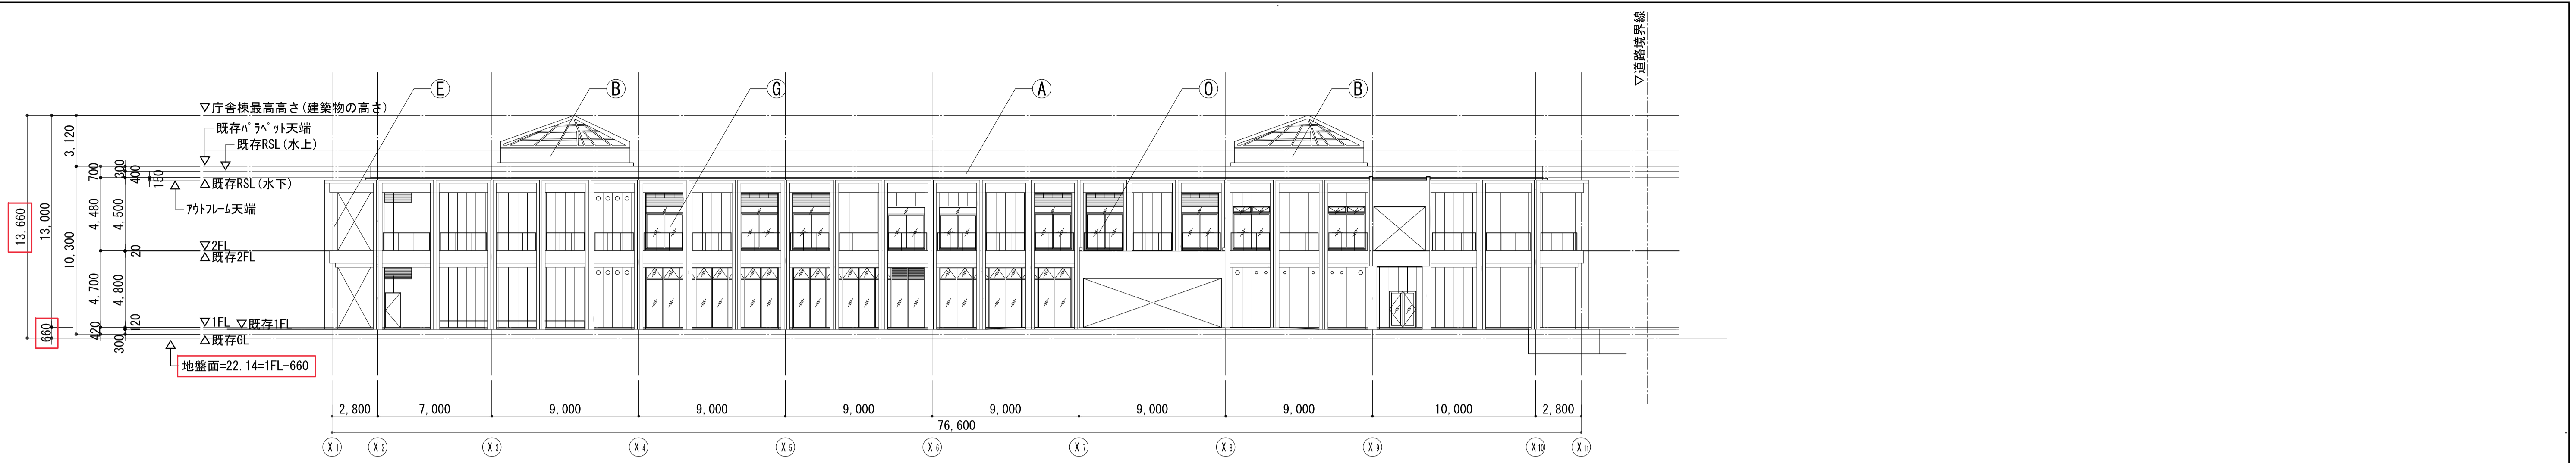 ▽道路境界線
E
B
G
A
O
B
▽庁舎棟最高高さ(建築物の高さ)
既存ﾊﾟﾗﾍﾟｯﾄ天端
既存RSL(水上)
△既存RSL(水下)
ｱｳﾄﾌﾚｰﾑ天端
▽2FL
△既存2FL
▽1FL ▽既存1FL
△既存GL
地盤面=22.14=1FL-660
13,660
660
13,000
3,120
10,300
700
4,480
4,700
420
300
400
150
4,500
20
4,800
120
300
2,800
7,000
9,000
9,000
9,000
9,000
9,000
9,000
10,000
2,800
76,600
X1
X2
X3
X4
X5
X6
X7
X8
X9
X10
X11